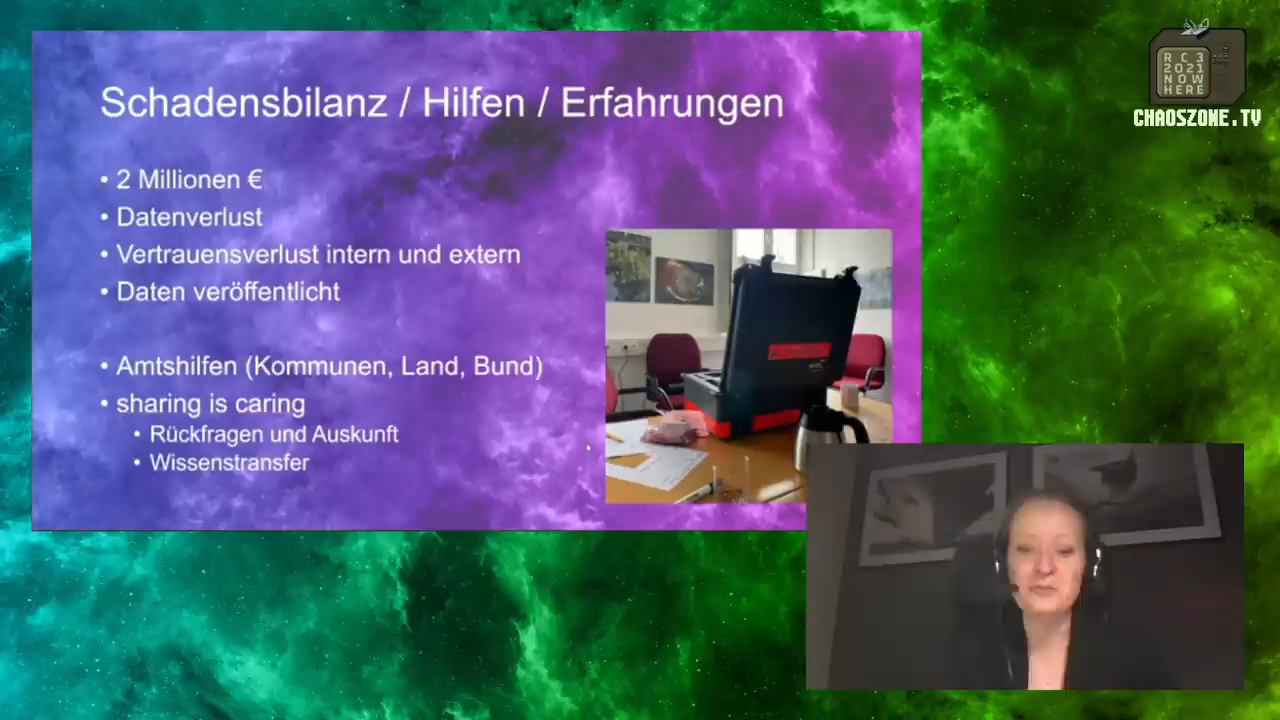 Schadensbilanz / Hilfen / Erfahrungen
• 2 Millionen €
• Datenverlust
• Vertrauensverlust intern und extern
• Daten veröffentlicht
• Amtshilfen (Kommunen, Land, Bund)
• sharing is caring
• Rückfragen und Auskunft
• Wissenstransfer
RC3
2021
NOW
HERE
CHAOSZONE.TV